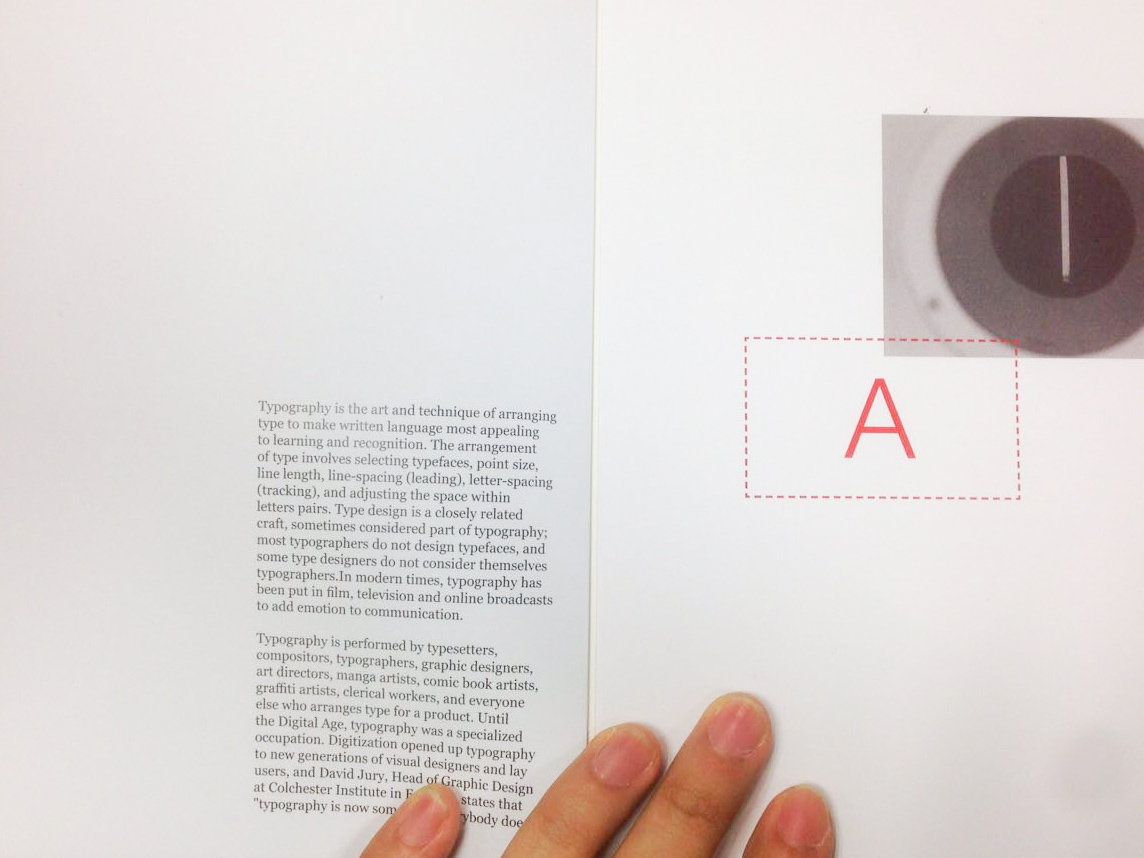 Typography is the art and technique of arranging
type to make written language most appealing
to learning and recognition. The arrangement
of type involves selecting typefaces, point size,
line length, line-spacing (leading), letter-spacing
(tracking), and adjusting the space within
letters pairs. Type design is a closely related
craft, sometimes considered part of typography;
most typographers do not design typefaces, and
some type designers do not consider themselves
typographers.In modern times, typography has
been put in film, television and online broadcasts
to add emotion to communication.
Typography is performed by typesetters,
compositors, typographers, graphic designers,
art directors, manga artists, comic book artists,
graffiti artists, clerical workers, and everyone
else who arranges type for a product. Until
the Digital Age, typography was a specialized
occupation. Digitization opened up typography
to new generations of visual designers and lay
users, and David Jury, Head of Graphic Design
at Colchester Institute in states that
"typography is now
A